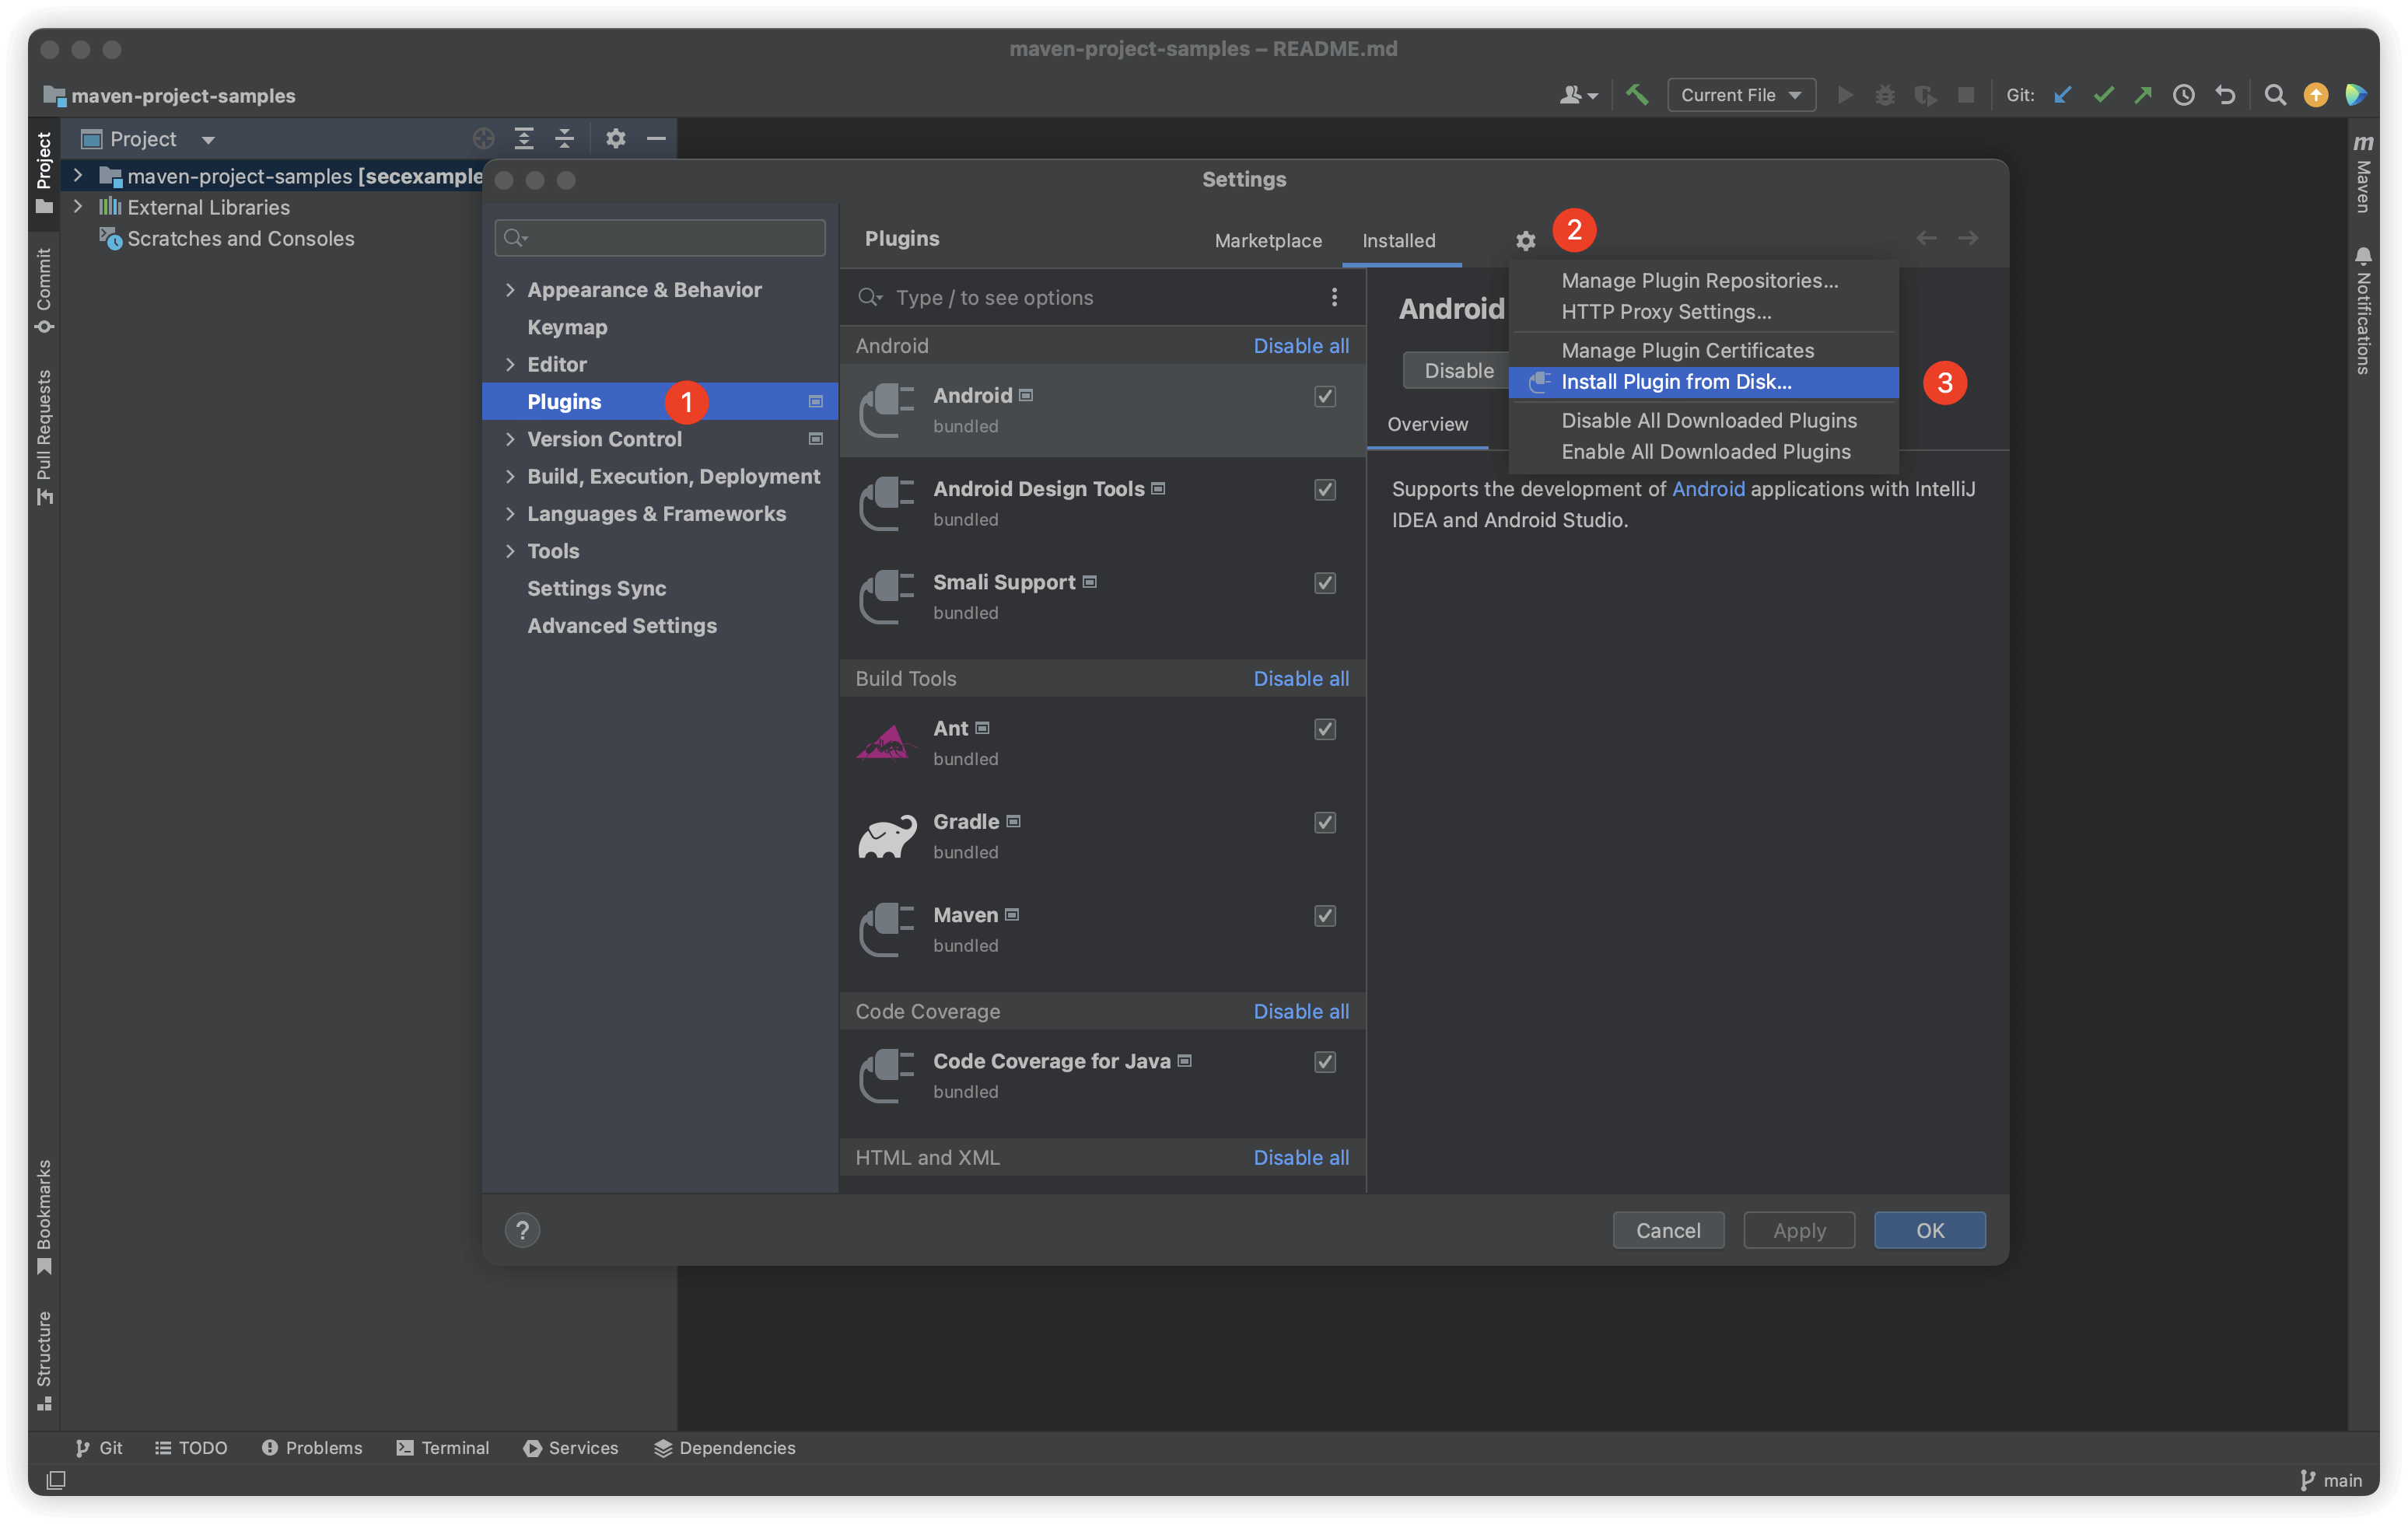 maven-project-samples – README.md
maven-project-samples
Current File
Git:
Project
Project
maven-project-samples [secexample
External Libraries
Scratches and Consoles
Commit
Pull Requests
Bookmarks
Structure
Maven
Notifications
Settings
Appearance & Behavior
Keymap
Editor
Plugins
1
Version Control
Build, Execution, Deployment
Languages & Frameworks
Tools
Settings Sync
Advanced Settings
Plugins
Marketplace
Installed
2
Type / to see options
Android
Disable all
Android
bundled
Android Design Tools
bundled
Smali Support
bundled
Build Tools
Disable all
Ant
bundled
Gradle
bundled
Maven
bundled
Code Coverage
Disable all
Code Coverage for Java
bundled
HTML and XML
Disable all
Android
Disable
Overview
Manage Plugin Repositories...
HTTP Proxy Settings...
Manage Plugin Certificates
Install Plugin from Disk...
3
Disable All Downloaded Plugins
Enable All Downloaded Plugins
Supports the development of Android applications with IntelliJ
IDEA and Android Studio.
?
Cancel
Apply
OK
Git
TODO
Problems
Terminal
Services
Dependencies
main